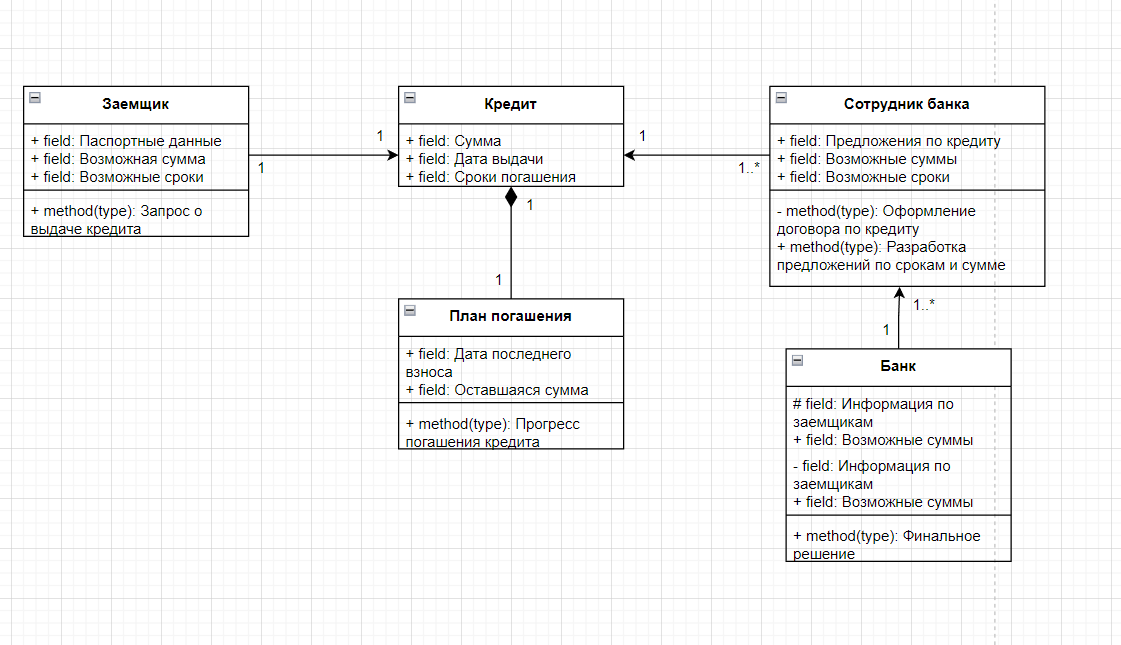 Заемщик
+ field: Паспортные данные
+ field: Возможная сумма
+ field: Возможные сроки
+ method(type): Запрос о
выдаче кредита
1
1
Кредит
+ field: Сумма
+ field: Дата выдачи
+ field: Сроки погашения
1
1..*
Сотрудник банка
+ field: Предложения по кредиту
+ field: Возможные суммы
+ field: Возможные сроки
- method(type): Оформление
договора по кредиту
+ method(type): Разработка
предложений по срокам и сумме
1
1
План погашения
+ field: Дата последнего
взноса
+ field: Оставшаяся сумма
+ method(type): Прогресс
погашения кредита
1..*
1
Банк
# field: Информация по
заемщикам
+ field: Возможные суммы
- field: Информация по
заемщикам
+ field: Возможные суммы
+ method(type): Финальное
решение